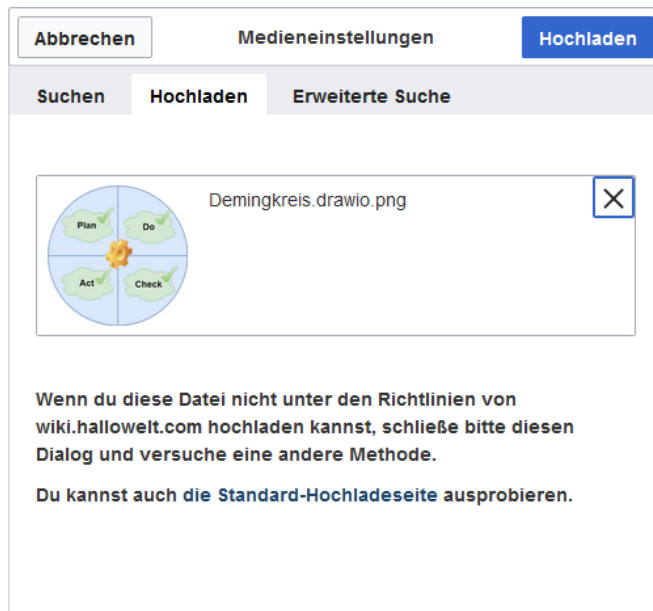 Abbrechen Medieneinstellungen Hochladen
Suchen Hochladen Erweiterte Suche
Demingkreis.drawio.png
Plan Do
Act Check
Wenn du diese Datei nicht unter den Richtlinien von
wiki.hallowelt.com hochladen kannst, schließe bitte diesen
Dialog und versuche eine andere Methode.
Du kannst auch die Standard-Hochladeseite ausprobieren.